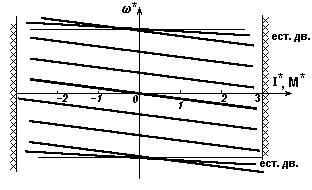 ω*
ест. дв.
I*, M*
−2 −1 0 1 2 3
ест. дв.